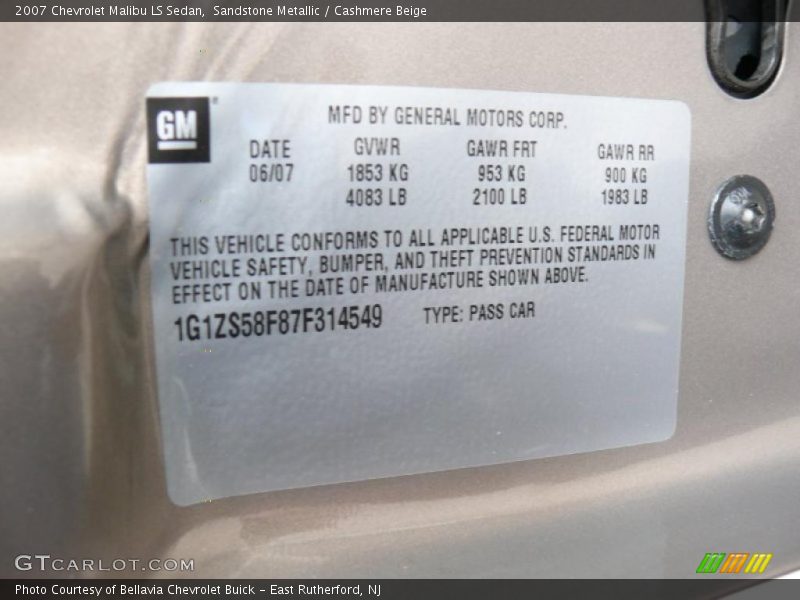 2007 Chevrolet Malibu LS Sedan, Sandstone Metallic / Cashmere Beige
GM
MFD BY GENERAL MOTORS CORP.
DATE GVWR GAWR FRT GAWR RR
06/07 1853 KG 953 KG 900 KG
4083 LB 2100 LB 1983 LB
THIS VEHICLE CONFORMS TO ALL APPLICABLE U.S. FEDERAL MOTOR
VEHICLE SAFETY, BUMPER, AND THEFT PREVENTION STANDARDS IN
EFFECT ON THE DATE OF MANUFACTURE SHOWN ABOVE.
1G1ZS58F87F314549 TYPE: PASS CAR
GTCARLOT.COM
Photo Courtesy of Bellavia Chevrolet Buick - East Rutherford, NJ